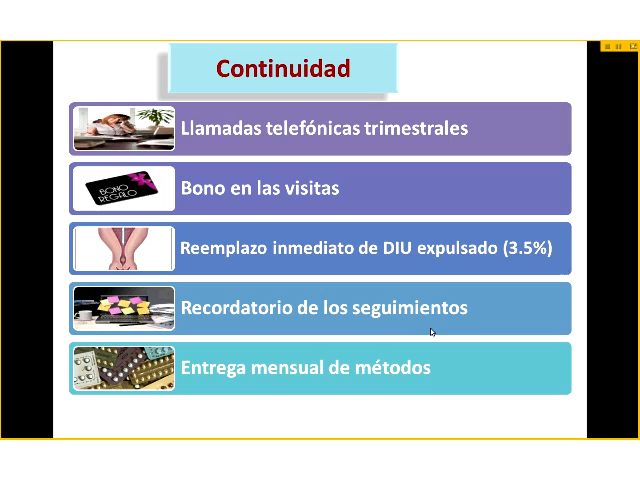 Continuidad
Llamadas telefónicas trimestrales
BONO
REGALO
Bono en las visitas
Reemplazo inmediato de DIU expulsado (3.5%)
Recordatorio de los seguimientos
Entrega mensual de métodos